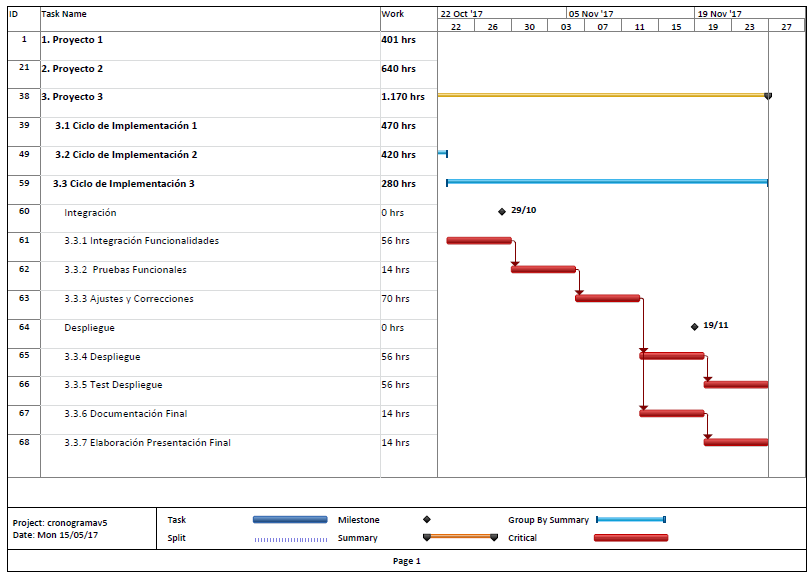 ID Task Name Work 22 Oct '17 05 Nov '17 19 Nov '17
22 26 30 03 07 11 15 19 23 27
1 1. Proyecto 1 401 hrs
21 2. Proyecto 2 640 hrs
38 3. Proyecto 3 1.170 hrs
39 3.1 Ciclo de Implementación 1 470 hrs
49 3.2 Ciclo de Implementación 2 420 hrs
59 3.3 Ciclo de Implementación 3 280 hrs
60 Integración 0 hrs 29/10
61 3.3.1 Integración Funcionalidades 56 hrs
62 3.3.2 Pruebas Funcionales 14 hrs
63 3.3.3 Ajustes y Correcciones 70 hrs
64 Despliegue 0 hrs 19/11
65 3.3.4 Despliegue 56 hrs
66 3.3.5 Test Despliegue 56 hrs
67 3.3.6 Documentación Final 14 hrs
68 3.3.7 Elaboración Presentación Final 14 hrs
Project: cronogramav5
Date: Mon 15/05/17
Task Milestone Group By Summary
Split Summary Critical
Page 1